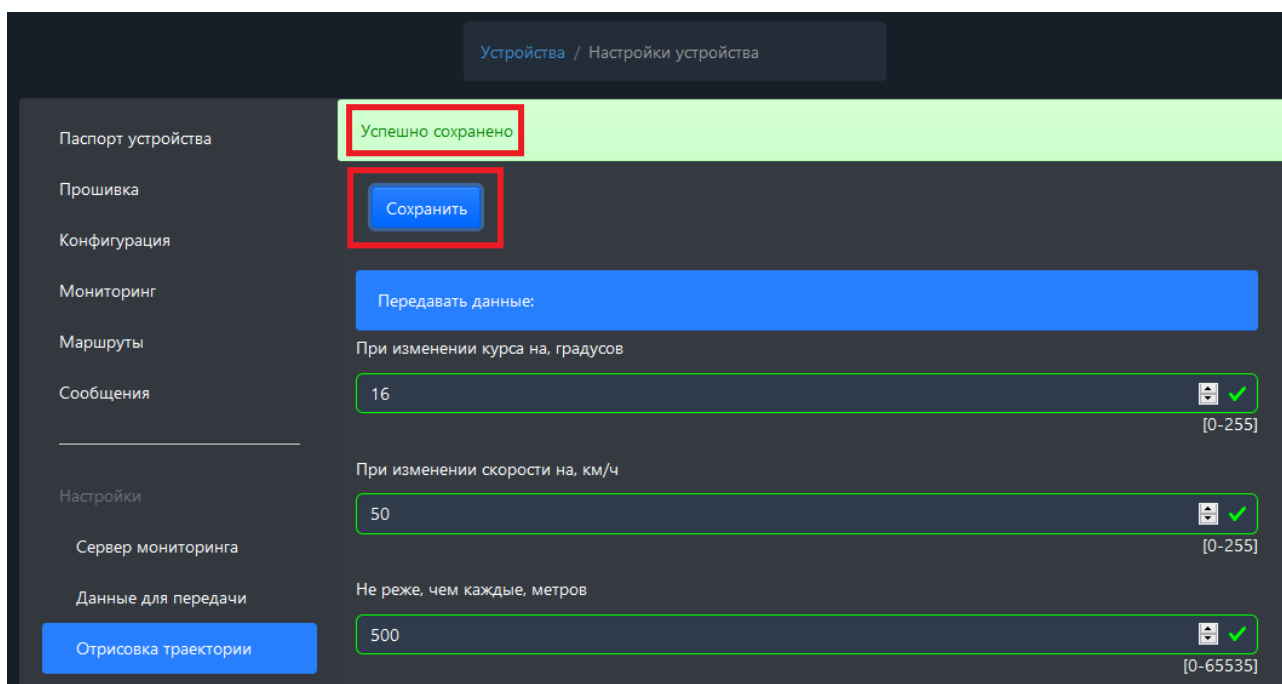 Устройства / Настройки устройства
Паспорт устройства
Прошивка
Конфигурация
Мониторинг
Маршруты
Сообщения
Настройки
Сервер мониторинга
Данные для передачи
Отрисовка траектории
Успешно сохранено
Сохранить
Передавать данные:
При изменении курса на, градусов
16
[0-255]
При изменении скорости на, км/ч
50
[0-255]
Не реже, чем каждые, метров
500
[0-65535]